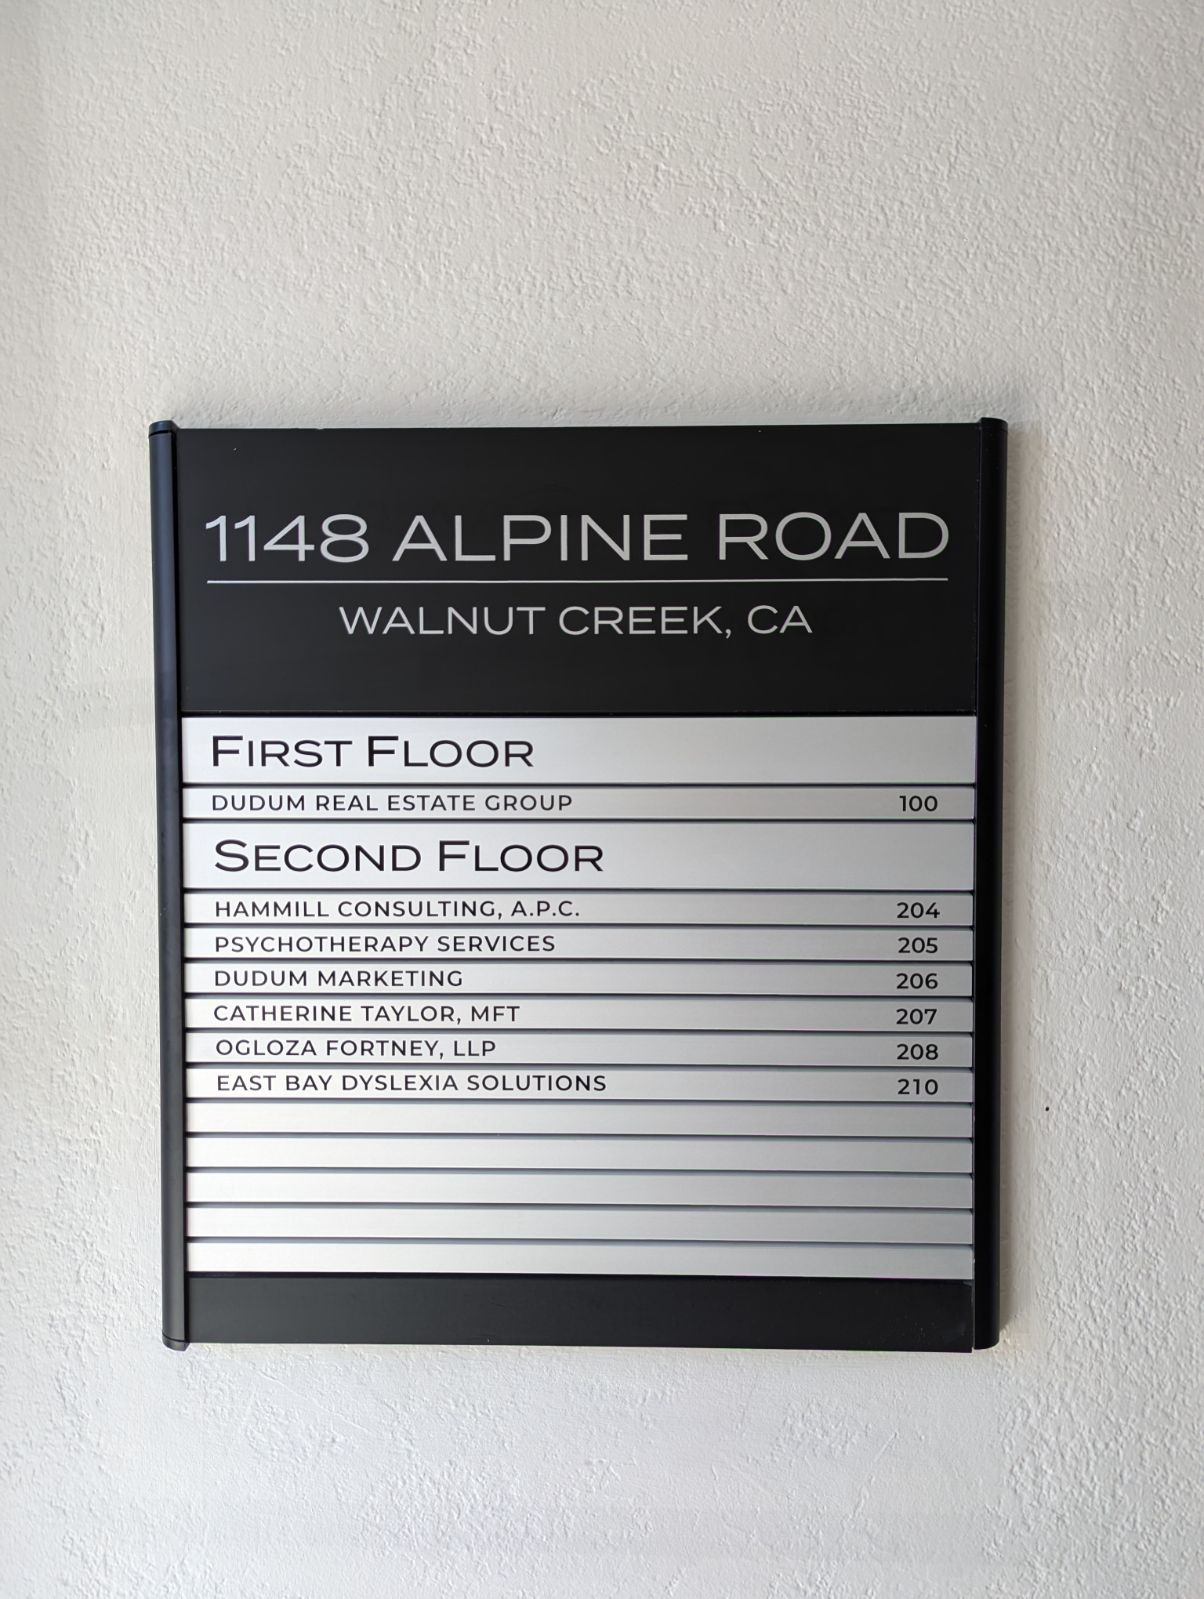 1148 ALPINE ROAD
WALNUT CREEK, CA
FIRST FLOOR
DUDUM REAL ESTATE GROUP 100
SECOND FLOOR
HAMMILL CONSULTING, A.P.C. 204
PSYCHOTHERAPY SERVICES 205
DUDUM MARKETING 206
CATHERINE TAYLOR, MFT 207
OGLOZA FORTNEY, LLP 208
EAST BAY DYSLEXIA SOLUTIONS 210